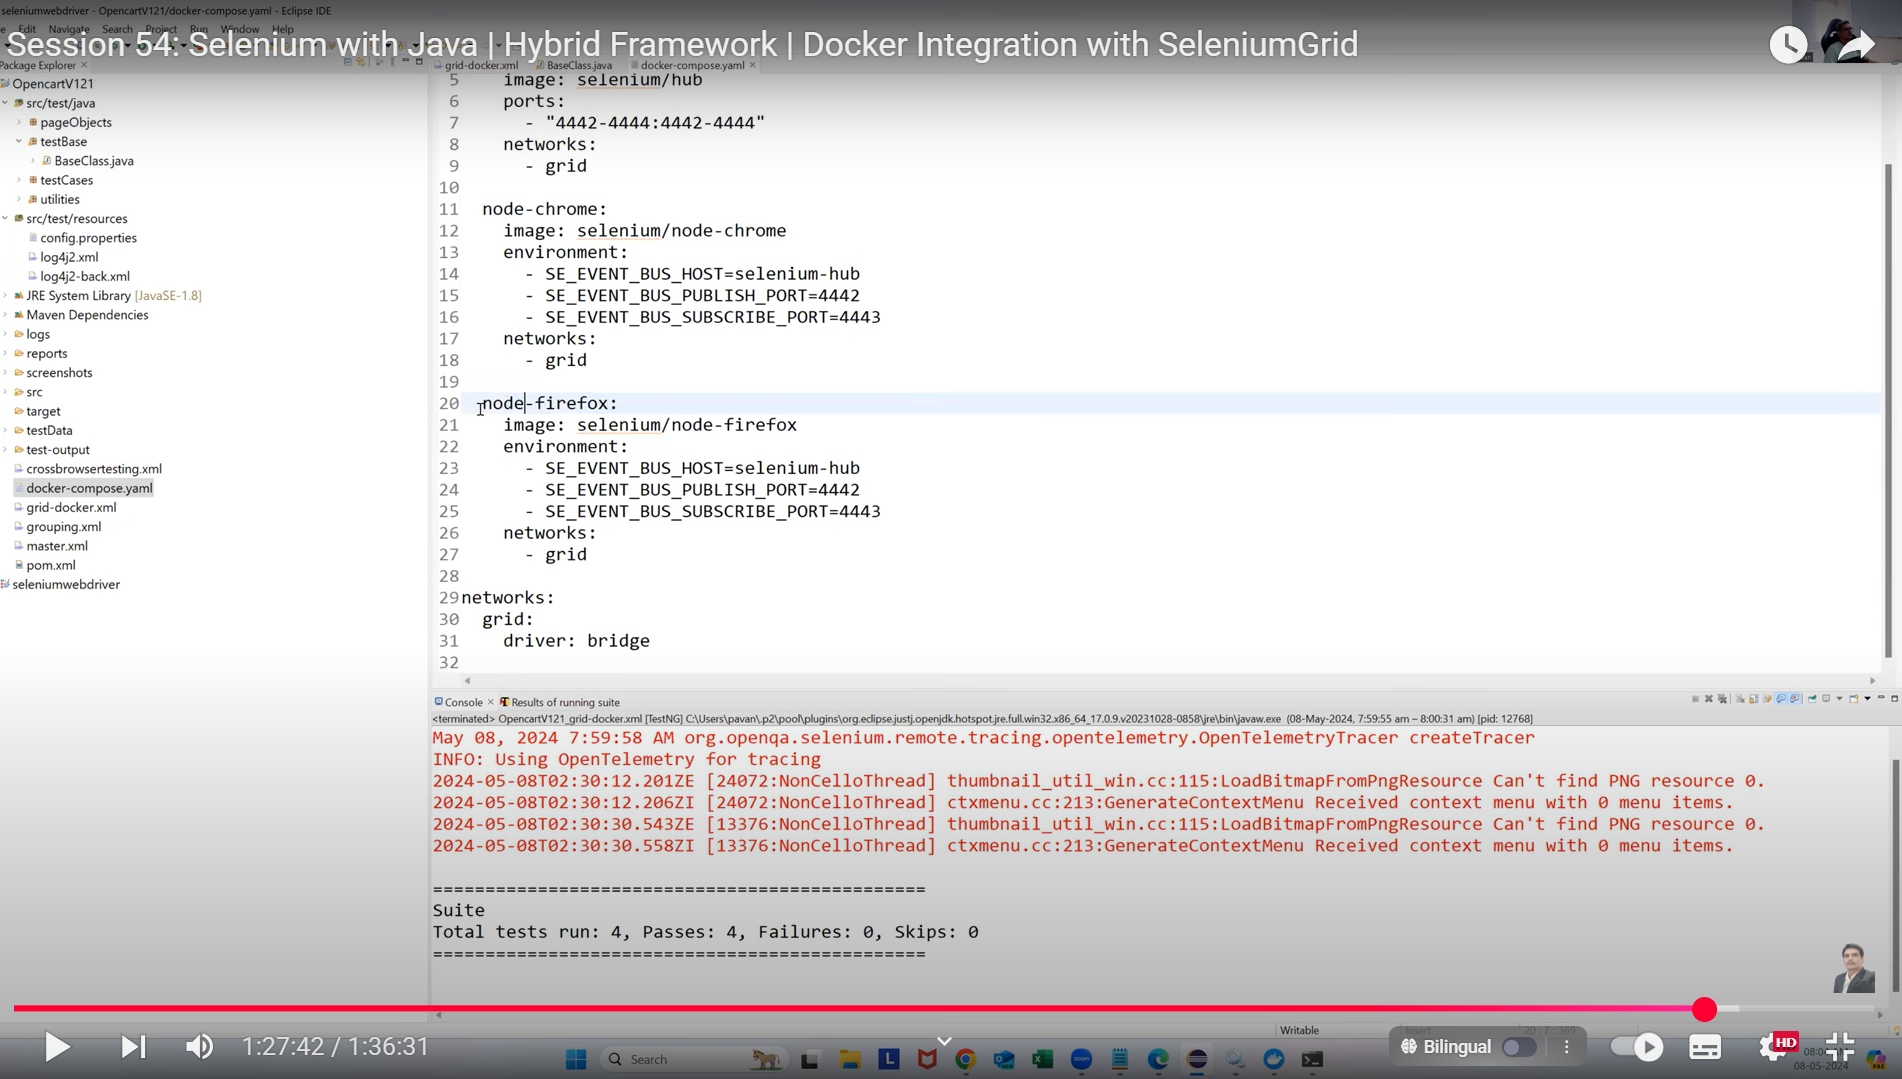 seleniumwebdriver - OpencartV121/docker-compose.yaml - Eclipse IDE
Edit Navigate Search Project Run Window Help
Session 54: Selenium with Java | Hybrid Framework | Docker Integration with SeleniumGrid
Package Explorer
OpencartV121
src/test/java
pageObjects
testBase
BaseClass.java
testCases
utilities
src/test/resources
config.properties
log4j2.xml
log4j2-back.xml
JRE System Library [JavaSE-1.8]
Maven Dependencies
logs
reports
screenshots
src
target
testData
test-output
crossbrowsertesting.xml
docker-compose.yaml
grid-docker.xml
grouping.xml
master.xml
pom.xml
seleniumwebdriver
grid-docker.xml BaseClass.java docker-compose.yaml
5 image: selenium/hub
6 ports:
7 - "4442-4444:4442-4444"
8 networks:
9 - grid
10
11 node-chrome:
12 image: selenium/node-chrome
13 environment:
14 - SE_EVENT_BUS_HOST=selenium-hub
15 - SE_EVENT_BUS_PUBLISH_PORT=4442
16 - SE_EVENT_BUS_SUBSCRIBE_PORT=4443
17 networks:
18 - grid
19
20 node-firefox:
21 image: selenium/node-firefox
22 environment:
23 - SE_EVENT_BUS_HOST=selenium-hub
24 - SE_EVENT_BUS_PUBLISH_PORT=4442
25 - SE_EVENT_BUS_SUBSCRIBE_PORT=4443
26 networks:
27 - grid
28
29 networks:
30 grid:
31 driver: bridge
32
Console Results of running suite
<terminated> OpencartV121_grid-docker.xml [TestNG] C:\Users\pavan\.p2\pool\plugins\org.eclipse.justj.openjdk.hotspot.jre.full.win32.x86_64_17.0.9.v20231028-0858\jre\bin\javaw.exe (08-May-2024, 7:59:55 am – 8:00:31 am) [pid: 12768]
May 08, 2024 7:59:58 AM org.openqa.selenium.remote.tracing.opentelemetry.OpenTelemetryTracer createTracer
INFO: Using OpenTelemetry for tracing
2024-05-08T02:30:12.201ZE [24072:NonCelloThread] thumbnail_util_win.cc:115:LoadBitmapFromPngResource Can't find PNG resource 0.
2024-05-08T02:30:12.206ZI [24072:NonCelloThread] ctxmenu.cc:213:GenerateContextMenu Received context menu with 0 menu items.
2024-05-08T02:30:30.543ZE [13376:NonCelloThread] thumbnail_util_win.cc:115:LoadBitmapFromPngResource Can't find PNG resource 0.
2024-05-08T02:30:30.558ZI [13376:NonCelloThread] ctxmenu.cc:213:GenerateContextMenu Received context menu with 0 menu items.
===============================================
Suite
Total tests run: 4, Passes: 4, Failures: 0, Skips: 0
===============================================
Writable Insert 20 : 7 : 369
1:27:42 / 1:36:31
Search
Bilingual
HD
08-05-2024